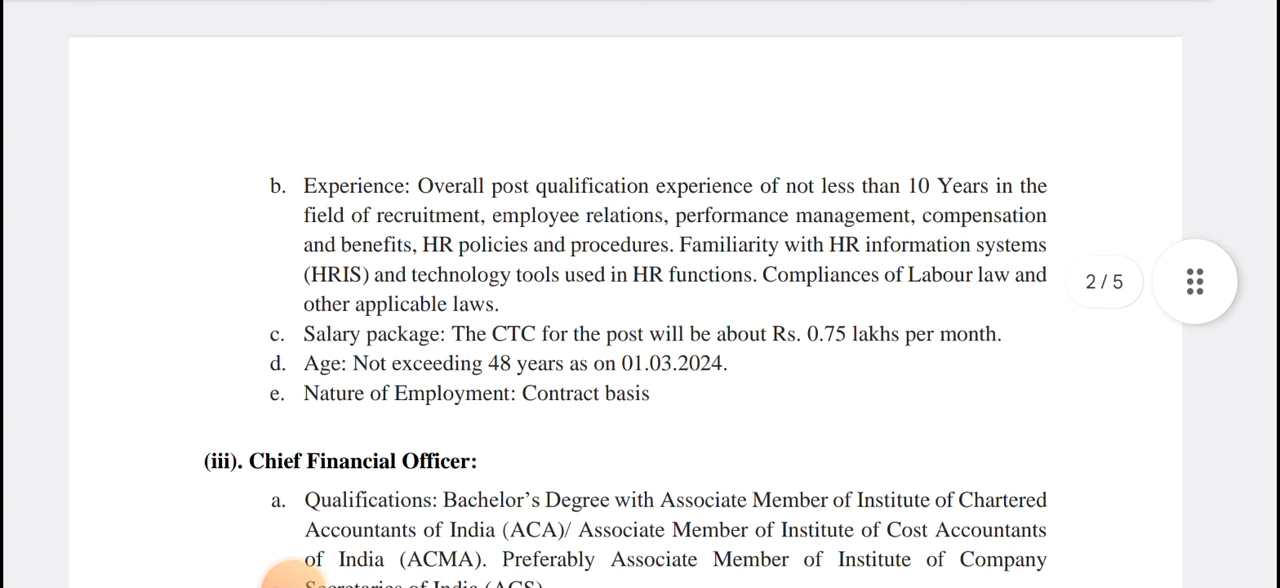 b. Experience: Overall post qualification experience of not less than 10 Years in the
field of recruitment, employee relations, performance management, compensation
and benefits, HR policies and procedures. Familiarity with HR information systems
(HRIS) and technology tools used in HR functions. Compliances of Labour law and
other applicable laws.
2 / 5
c. Salary package: The CTC for the post will be about Rs. 0.75 lakhs per month.
d. Age: Not exceeding 48 years as on 01.03.2024.
e. Nature of Employment: Contract basis
(iii). Chief Financial Officer:
a. Qualifications: Bachelor’s Degree with Associate Member of Institute of Chartered
Accountants of India (ACA)/ Associate Member of Institute of Cost Accountants
of India (ACMA). Preferably Associate Member of Institute of Company
Secretaries of India (ACS)